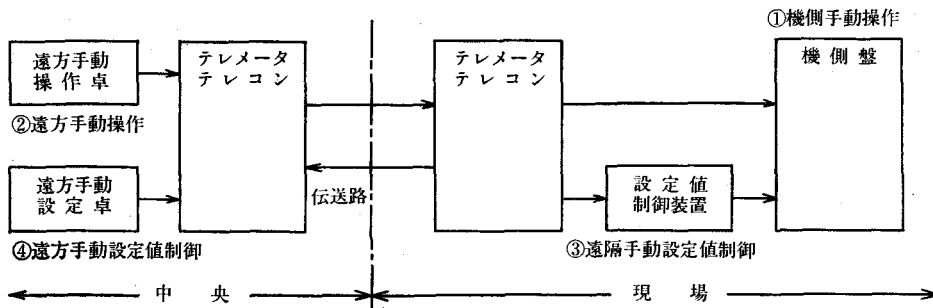 ①機側手動操作
遠方手動
操作卓
②遠方手動操作
テレメータ
テレコン
テレメータ
テレコン
機側盤
遠方手動
設定卓
④遠方手動設定値制御
伝送路
設定値
制御装置
③遠隔手動設定値制御
中央
現場